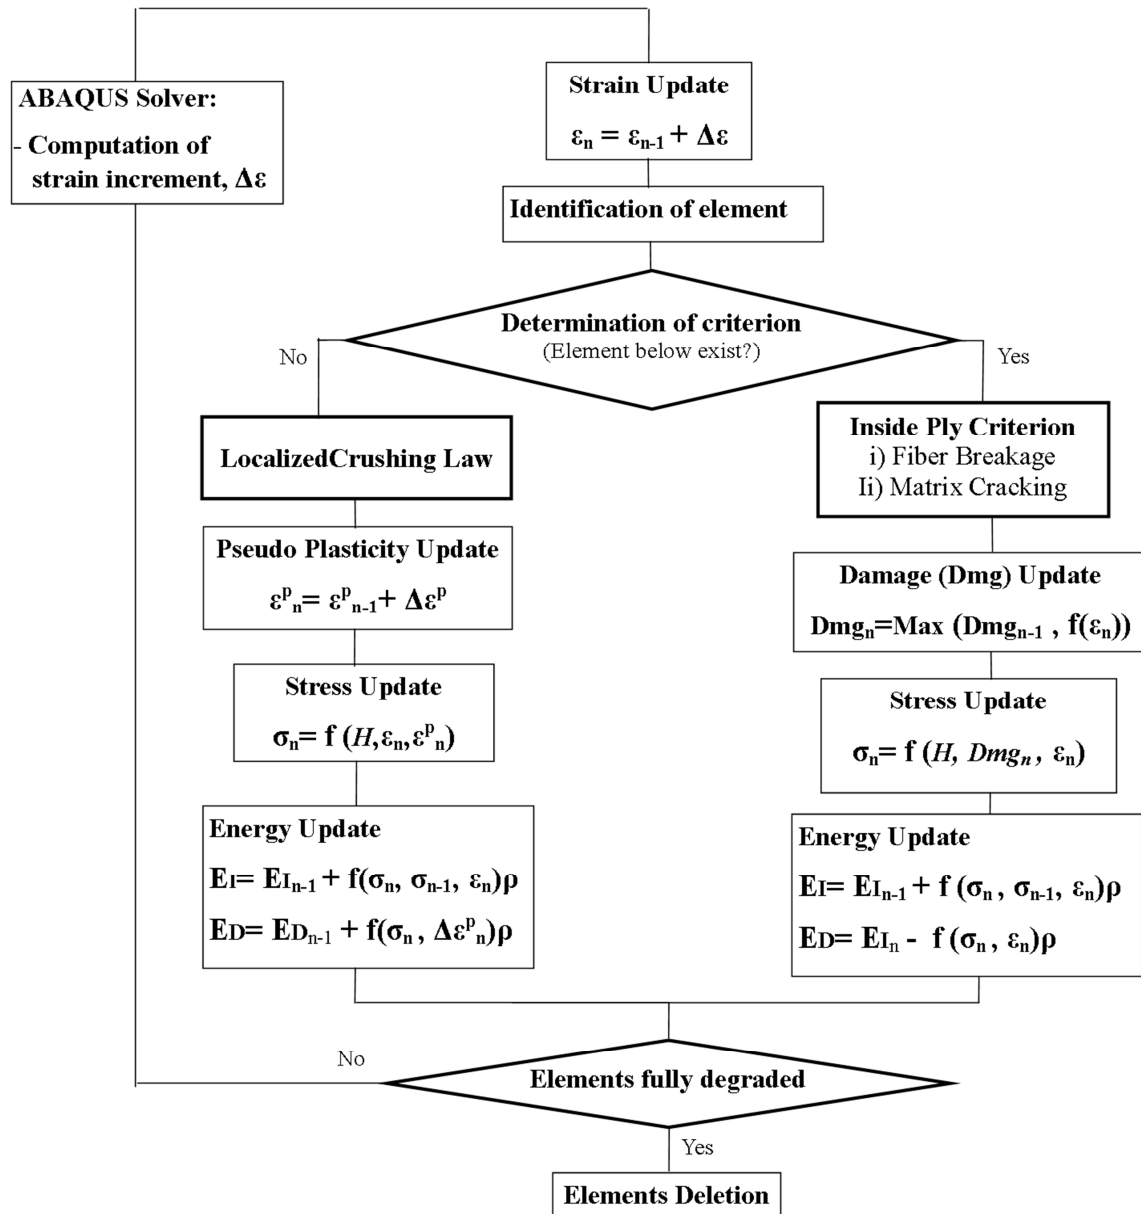 ABAQUS Solver:
- Computation of
strain increment, Δε
Strain Update
εₙ = εₙ₋₁ + Δε
Identification of element
Determination of criterion
(Element below exist?)
No
Yes
LocalizedCrushing Law
Pseudo Plasticity Update
εᵖₙ= εᵖₙ₋₁+ Δεᵖ
Stress Update
σₙ= f (H,εₙ,εᵖₙ)
Energy Update
EI= EIₙ₋₁ + f(σₙ, σₙ₋₁, εₙ)ρ
ED= EDₙ₋₁ + f(σₙ , Δεᵖₙ)ρ
Inside Ply Criterion
i) Fiber Breakage
Ii) Matrix Cracking
Damage (Dmg) Update
Dmgₙ=Max (Dmgₙ₋₁ , f(εₙ))
Stress Update
σₙ= f (H, Dmgₙ, εₙ)
Energy Update
EI= EIₙ₋₁ + f (σₙ, σₙ₋₁, εₙ)ρ
ED= EIₙ - f (σₙ , εₙ)ρ
No
Elements fully degraded
Yes
Elements Deletion